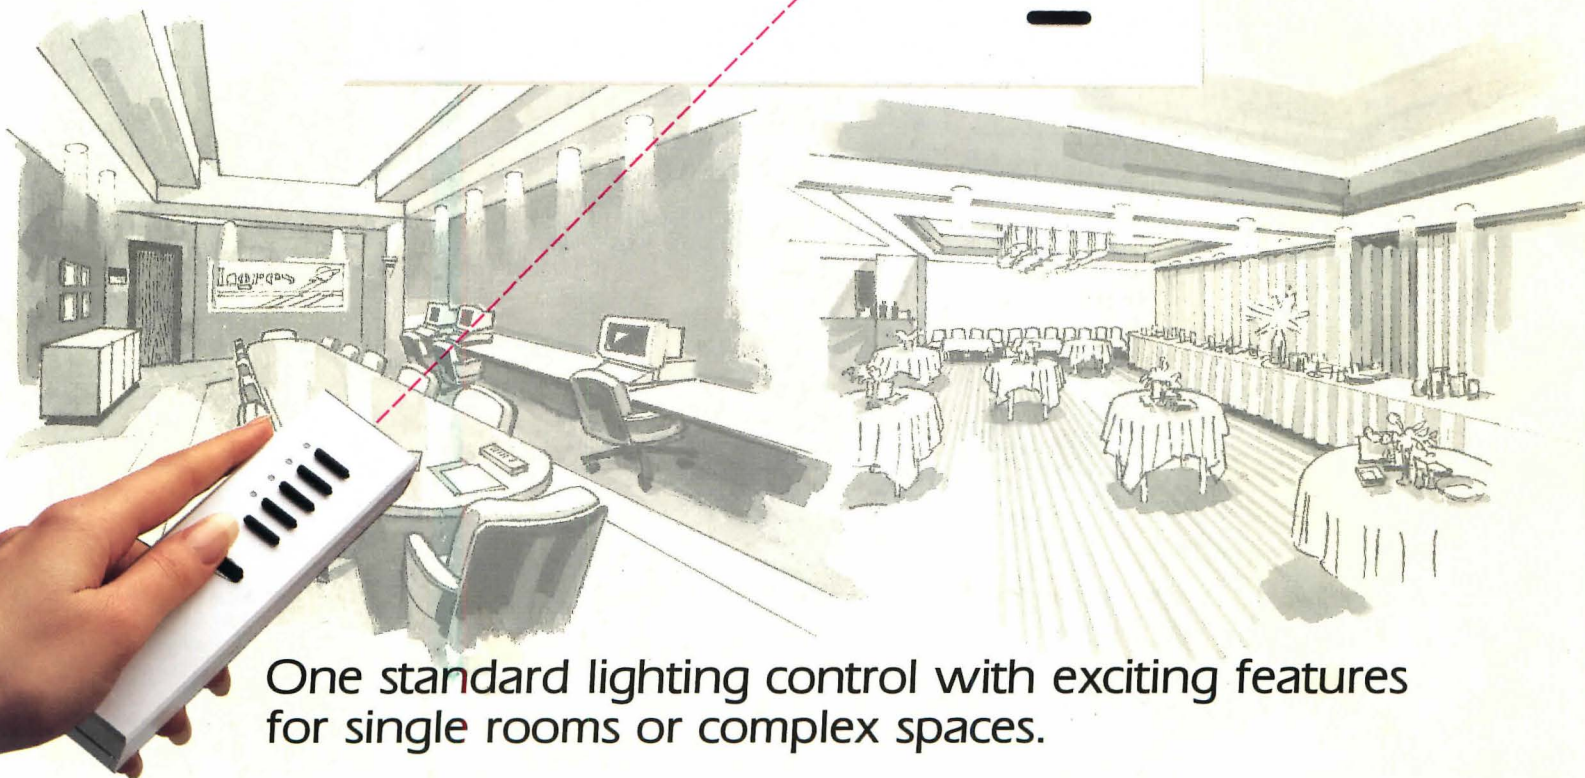 One standard lighting control with exciting features
for single rooms or complex spaces.